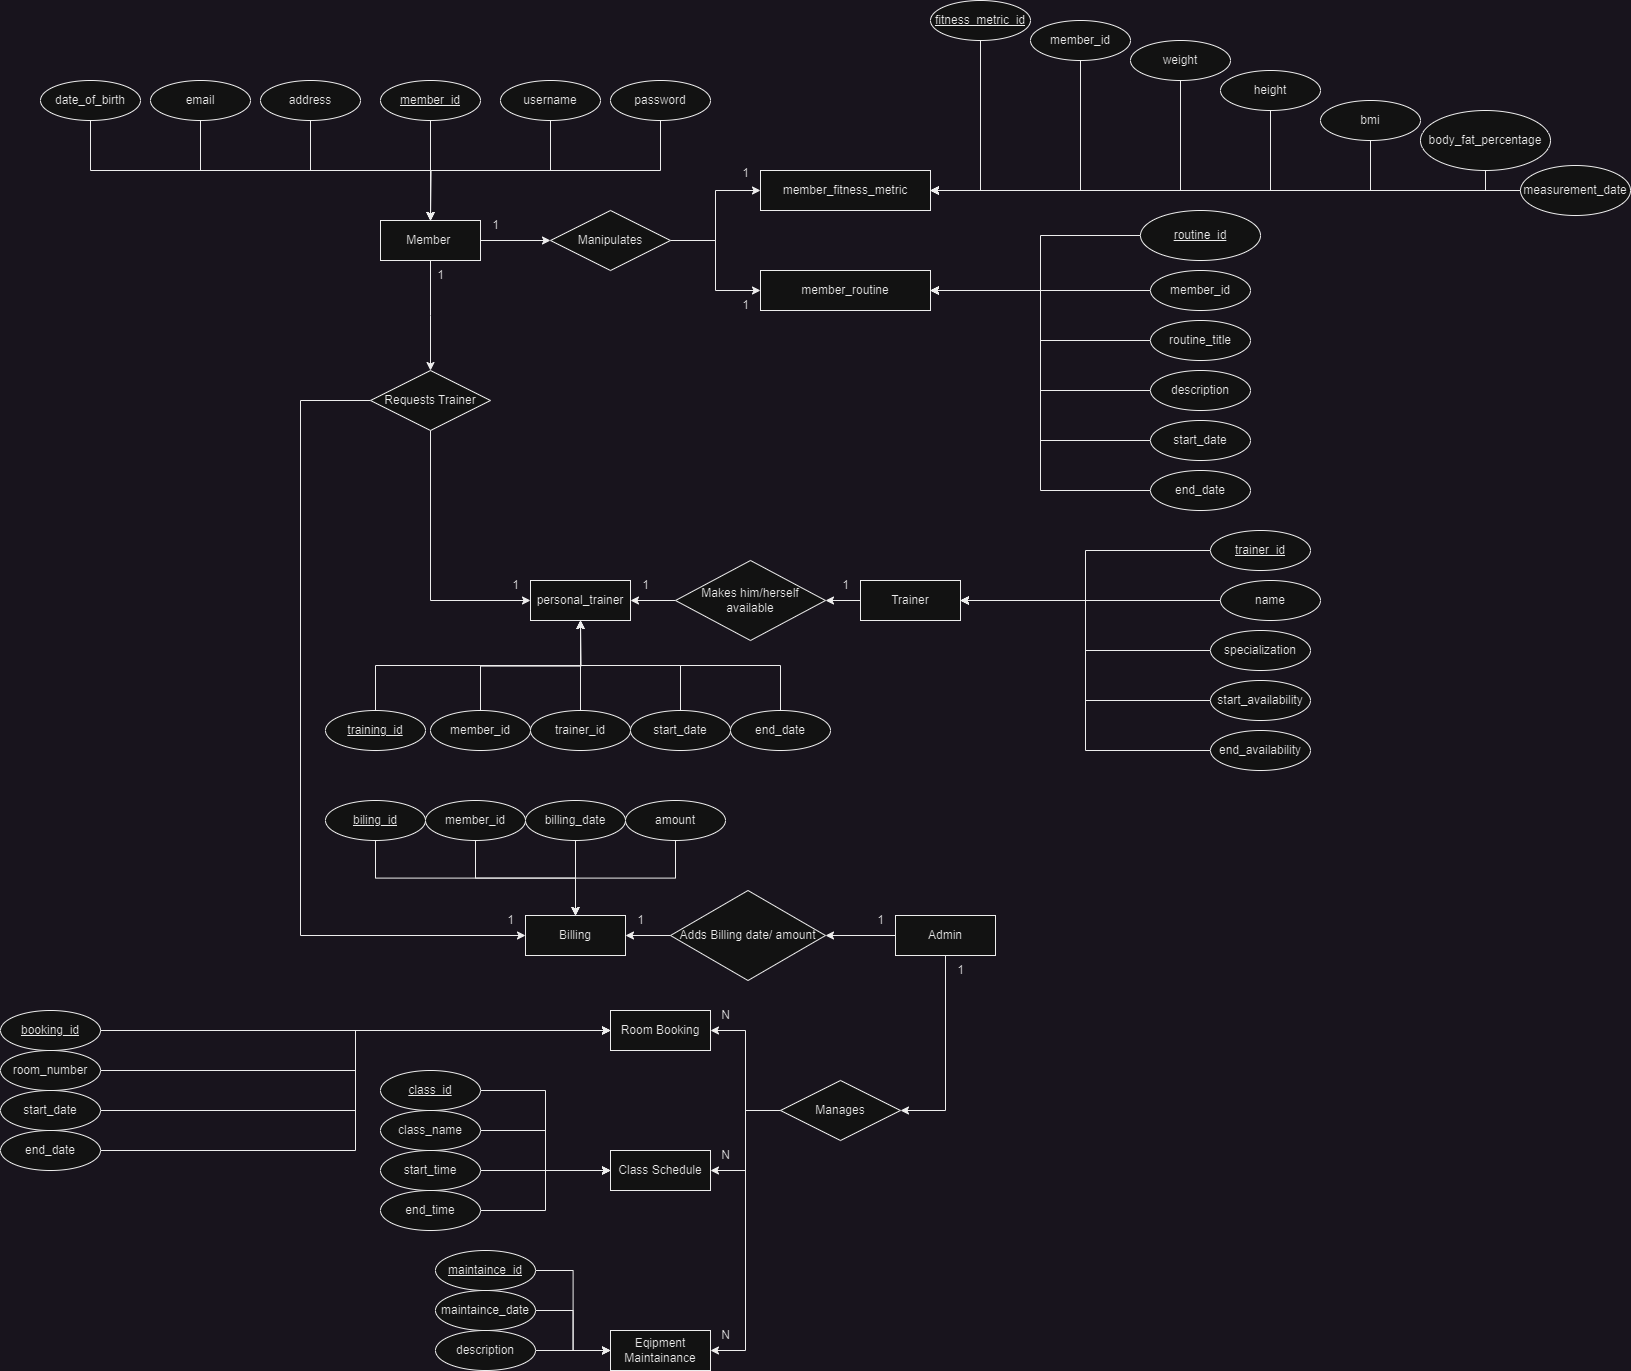 fitness_metric_id
member_id
weight
height
bmi
body_fat_percentage
measurement_date
date_of_birth
email
address
member_id
username
password
1
member_fitness_metric
Member
1
Manipulates
1
member_routine
1
routine_id
member_id
routine_title
description
start_date
end_date
Requests Trainer
1
personal_trainer
1
Makes him/herself
available
1
Trainer
trainer_id
name
specialization
start_availability
end_availability
training_id
member_id
trainer_id
start_date
end_date
biling_id
member_id
billing_date
amount
1
Billing
1
Adds Billing date/ amount
1
Admin
1
booking_id
room_number
start_date
end_date
Room Booking
N
class_id
class_name
start_time
end_time
Class Schedule
N
Manages
maintaince_id
maintaince_date
description
Eqipment
Maintainance
N